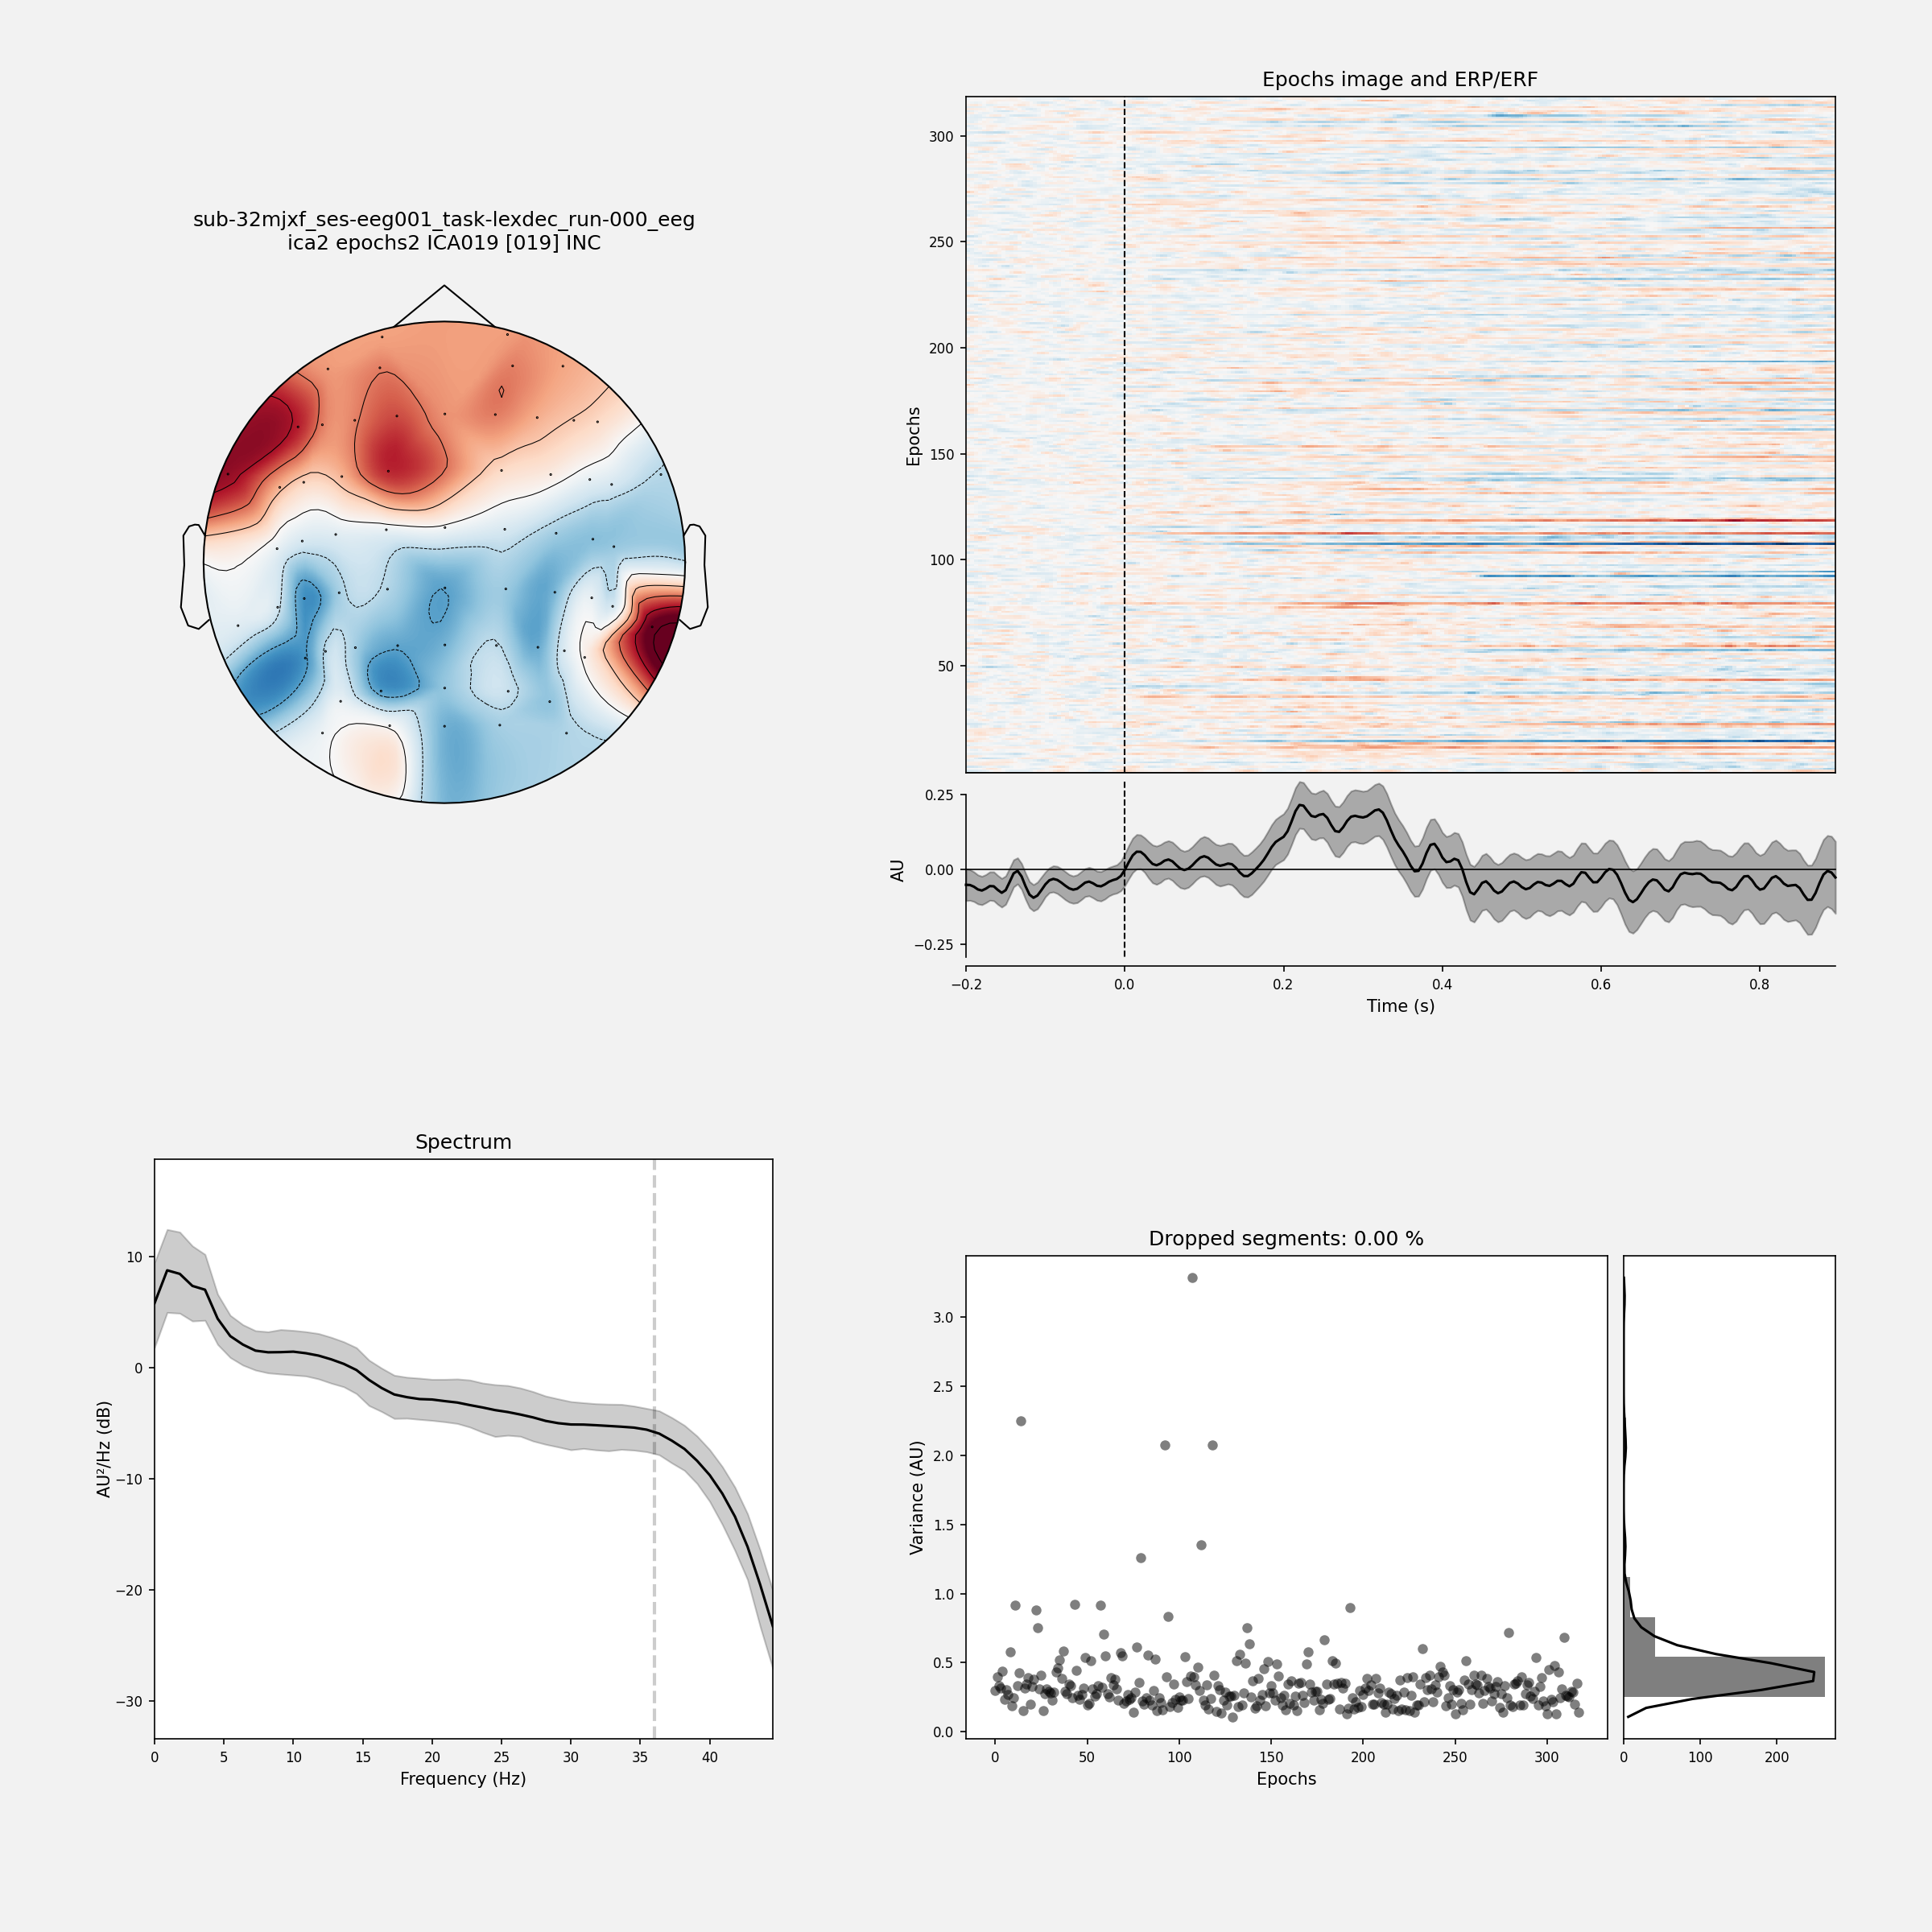 sub-32mjxf_ses-eeg001_task-lexdec_run-000_eeg
ica2 epochs2 ICA019 [019] INC
Epochs image and ERP/ERF
300
250
200
150
100
50
Epochs
0.25
0.00
−0.25
AU
−0.2 0.0 0.2 0.4 0.6 0.8
Time (s)
Spectrum
10
0
−10
−20
−30
AU²/Hz (dB)
0 5 10 15 20 25 30 35 40
Frequency (Hz)
Dropped segments: 0.00 %
3.0
2.5
2.0
1.5
1.0
0.5
0.0
Variance (AU)
0 50 100 150 200 250 300
Epochs
0 100 200